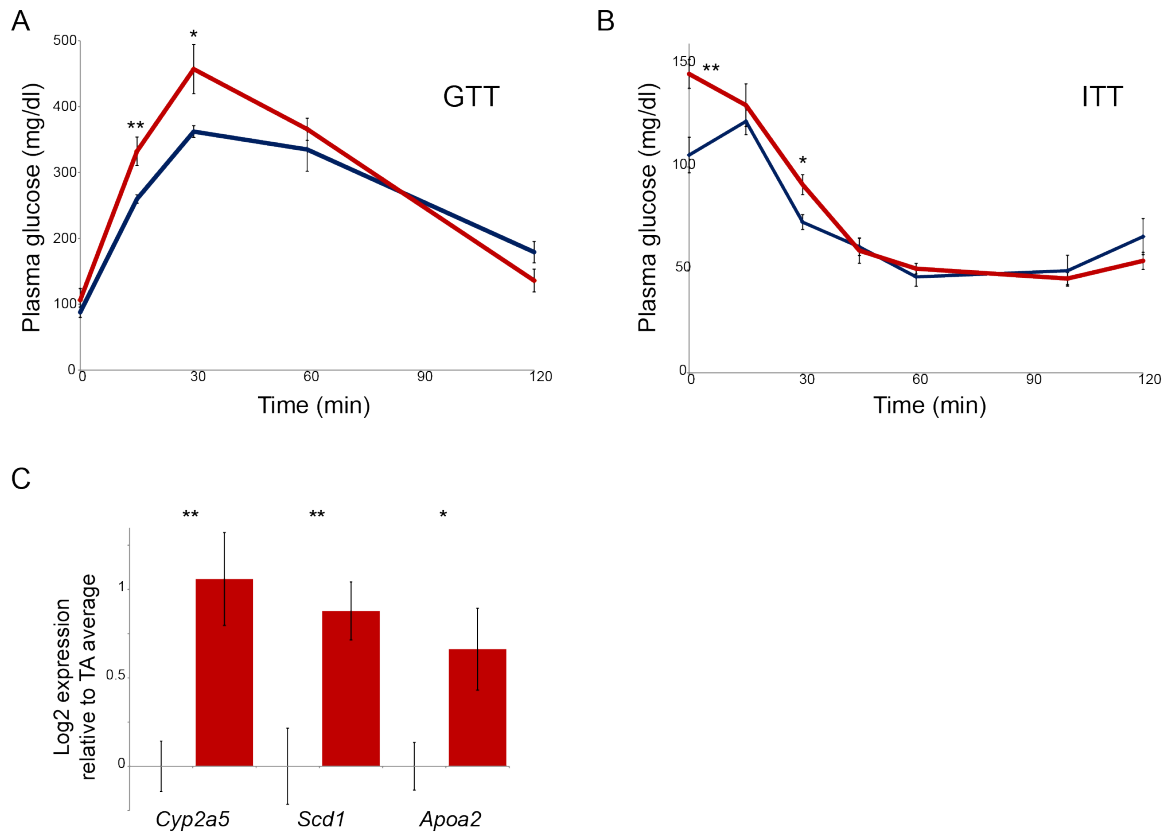 A
B
500
400
300
200
100
0
Plasma glucose (mg/dl)
**
*
GTT
0 30 60 90 120
Time (min)
150
100
50
0
Plasma glucose (mg/dl)
**
*
ITT
0 30 60 90 120
Time (min)
C
** ** *
1
0.5
0
Log2 expression
relative to TA average
Cyp2a5 Scd1 Apoa2